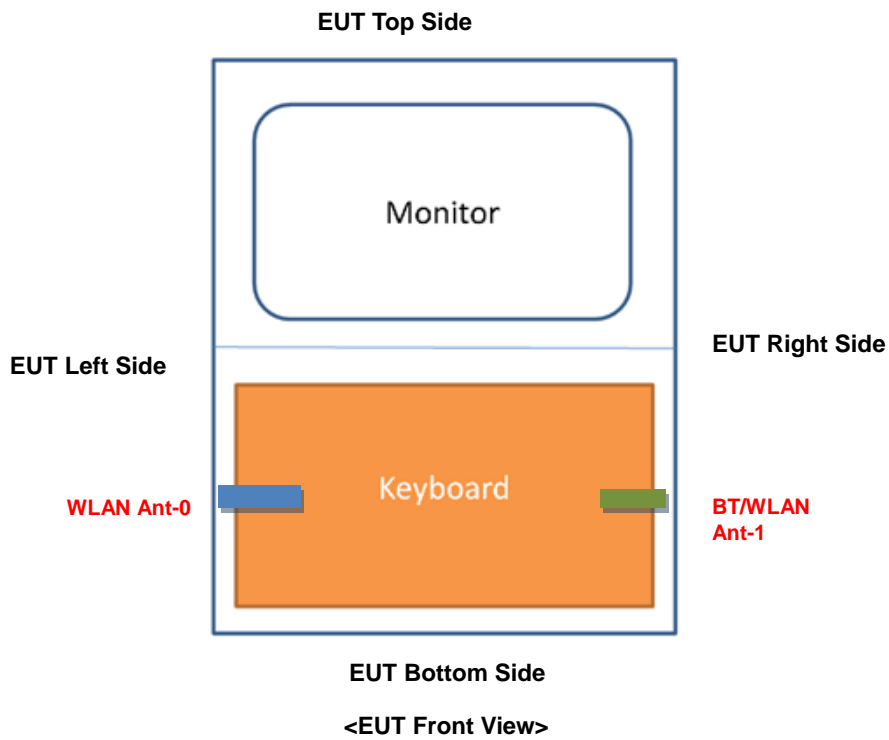 EUT Top Side
Monitor
EUT Right Side
EUT Left Side
Keyboard
WLAN Ant-0
BT/WLAN
Ant-1
EUT Bottom Side
<EUT Front View>